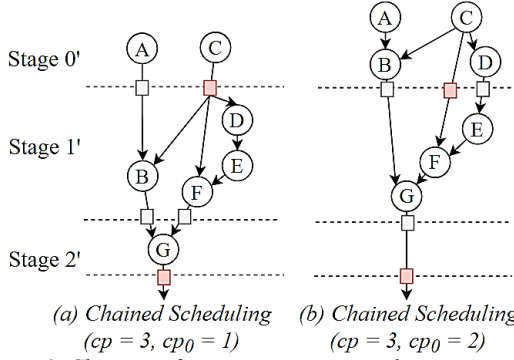 A
C
A
C
Stage 0'
B
D
D
Stage 1'
E
B
F
E
F
G
G
Stage 2'
(a) Chained Scheduling
(cp = 3, cp0 = 1)
(b) Chained Scheduling
(cp = 3, cp0 = 2)